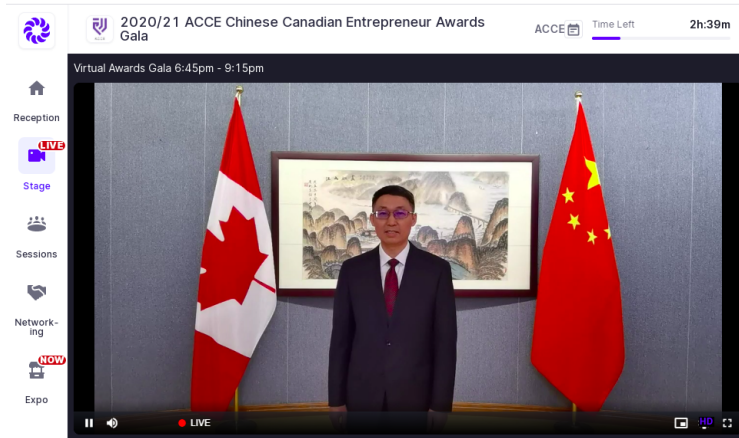 2020/21 ACCE Chinese Canadian Entrepreneur Awards
Gala
ACCE
Time Left
2h:39m
Virtual Awards Gala 6:45pm - 9:15pm
Reception
LIVE
Stage
Sessions
Network-
ing
NOW
Expo
LIVE
HD